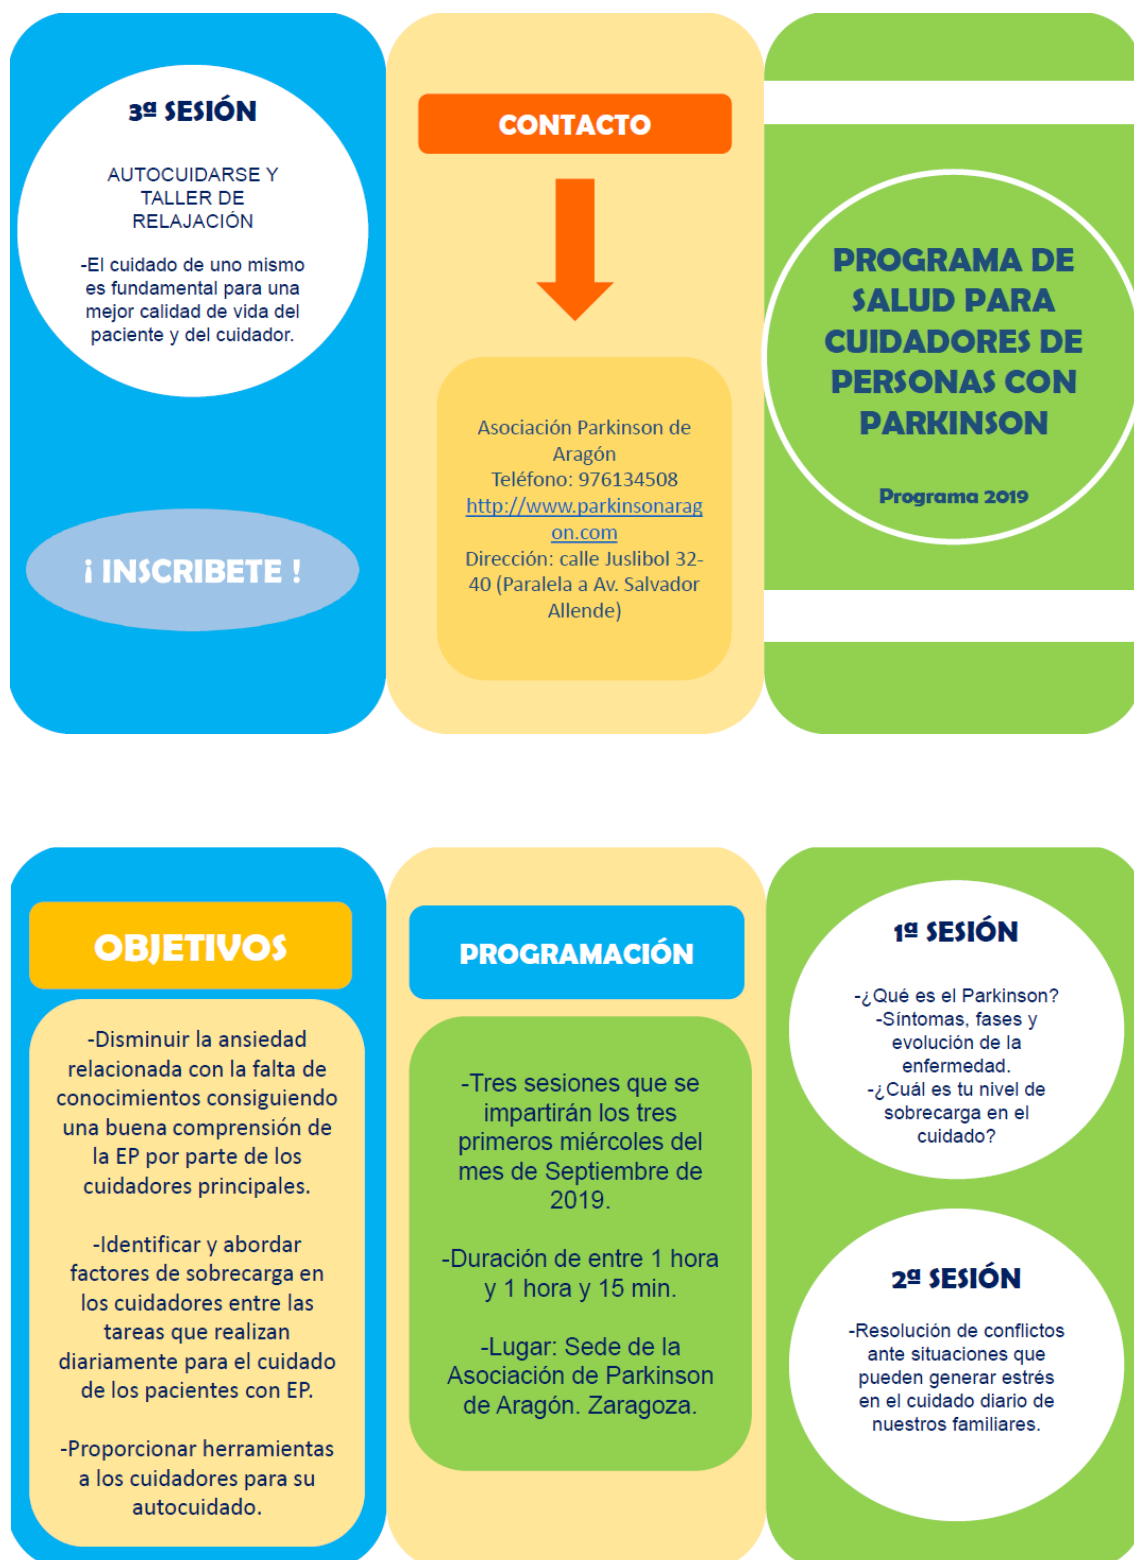 3ª SESIÓN
AUTOCUIDARSE Y
TALLER DE
RELAJACIÓN
-El cuidado de uno mismo
es fundamental para una
mejor calidad de vida del
paciente y del cuidador.
¡ INSCRIBETE !
CONTACTO
Asociación Parkinson de
Aragón
Teléfono: 976134508
http://www.parkinsonarag
on.com
Dirección: calle Juslibol 32-
40 (Paralela a Av. Salvador
Allende)
PROGRAMA DE
SALUD PARA
CUIDADORES DE
PERSONAS CON
PARKINSON
Programa 2019
OBJETIVOS
-Disminuir la ansiedad
relacionada con la falta de
conocimientos consiguiendo
una buena comprensión de
la EP por parte de los
cuidadores principales.
-Identificar y abordar
factores de sobrecarga en
los cuidadores entre las
tareas que realizan
diariamente para el cuidado
de los pacientes con EP.
-Proporcionar herramientas
a los cuidadores para su
autocuidado.
PROGRAMACIÓN
-Tres sesiones que se
impartirán los tres
primeros miércoles del
mes de Septiembre de
2019.
-Duración de entre 1 hora
y 1 hora y 15 min.
-Lugar: Sede de la
Asociación de Parkinson
de Aragón. Zaragoza.
1ª SESIÓN
-¿Qué es el Parkinson?
-Síntomas, fases y
evolución de la
enfermedad.
-¿Cuál es tu nivel de
sobrecarga en el
cuidado?
2ª SESIÓN
-Resolución de conflictos
ante situaciones que
pueden generar estrés
en el cuidado diario de
nuestros familiares.